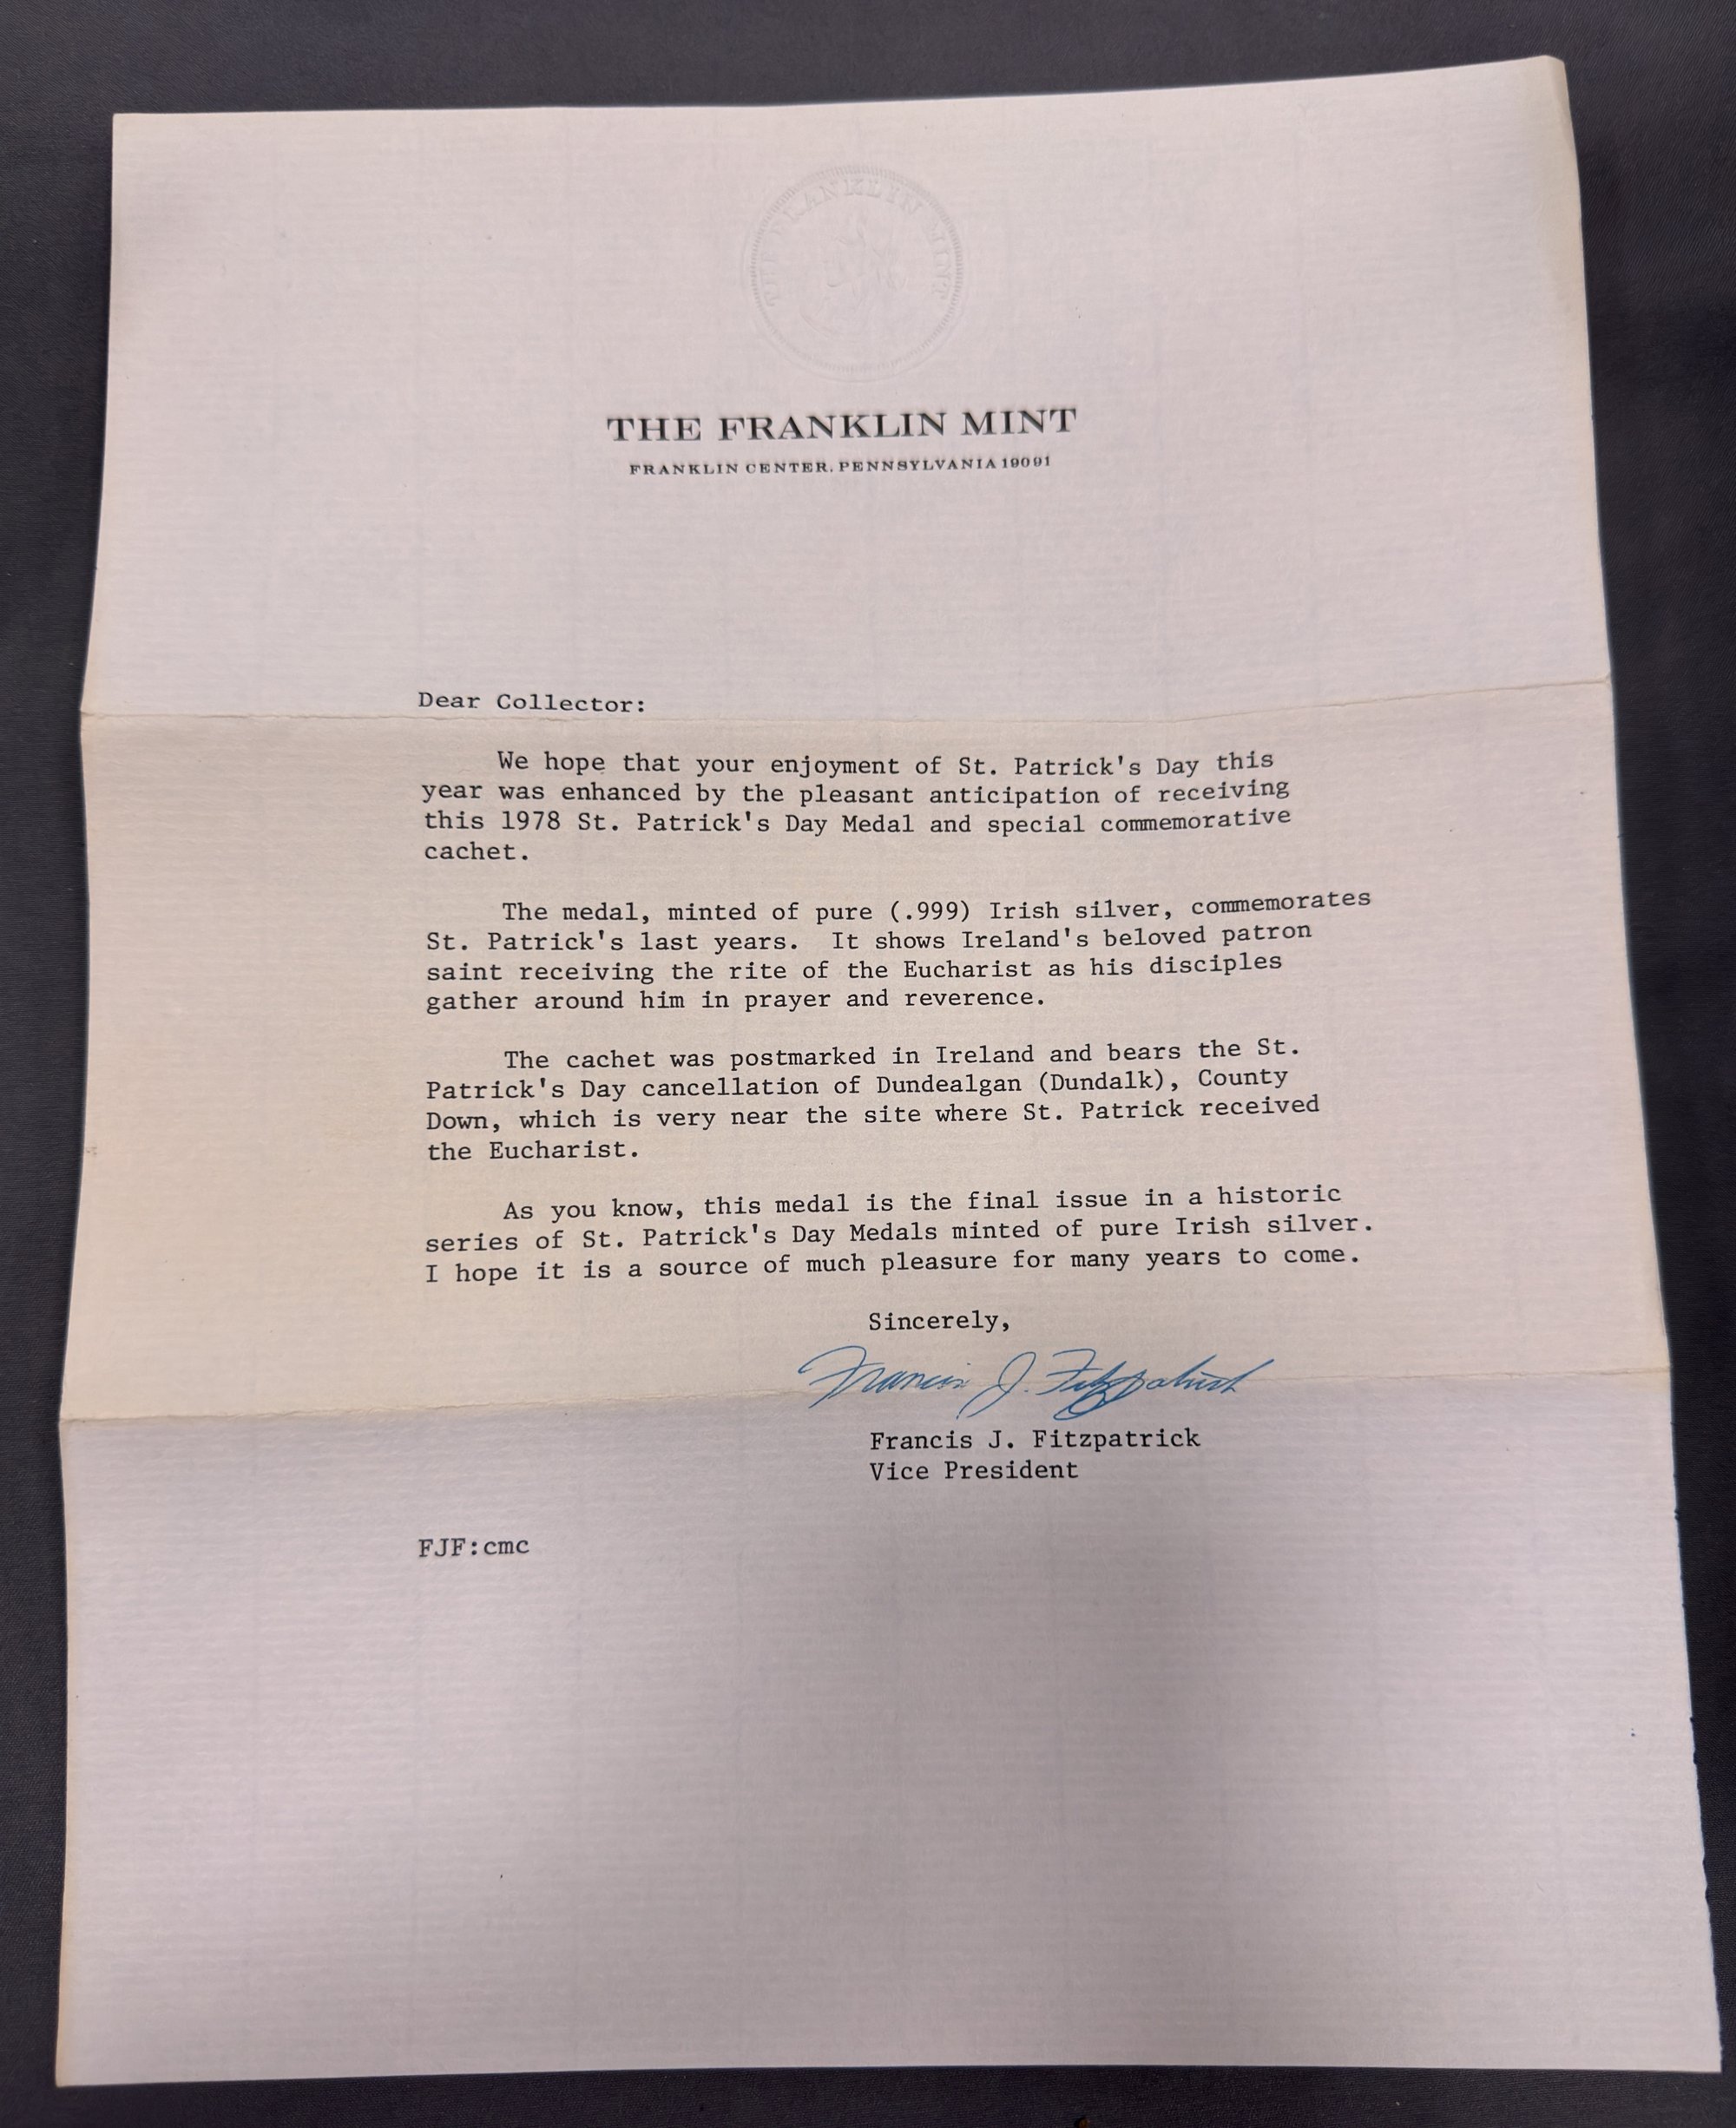 THE FRANKLIN MINT
THE FRANKLIN MINT
FRANKLIN CENTER, PENNSYLVANIA 19091
Dear Collector:
We hope that your enjoyment of St. Patrick's Day this
year was enhanced by the pleasant anticipation of receiving
this 1978 St. Patrick's Day Medal and special commemorative
cachet.
The medal, minted of pure (.999) Irish silver, commemorates
St. Patrick's last years. It shows Ireland's beloved patron
saint receiving the rite of the Eucharist as his disciples
gather around him in prayer and reverence.
The cachet was postmarked in Ireland and bears the St.
Patrick's Day cancellation of Dundealgan (Dundalk), County
Down, which is very near the site where St. Patrick received
the Eucharist.
As you know, this medal is the final issue in a historic
series of St. Patrick's Day Medals minted of pure Irish silver.
I hope it is a source of much pleasure for many years to come.
Sincerely,
Francis J. Fitzpatrick
Francis J. Fitzpatrick
Vice President
FJF:cmc